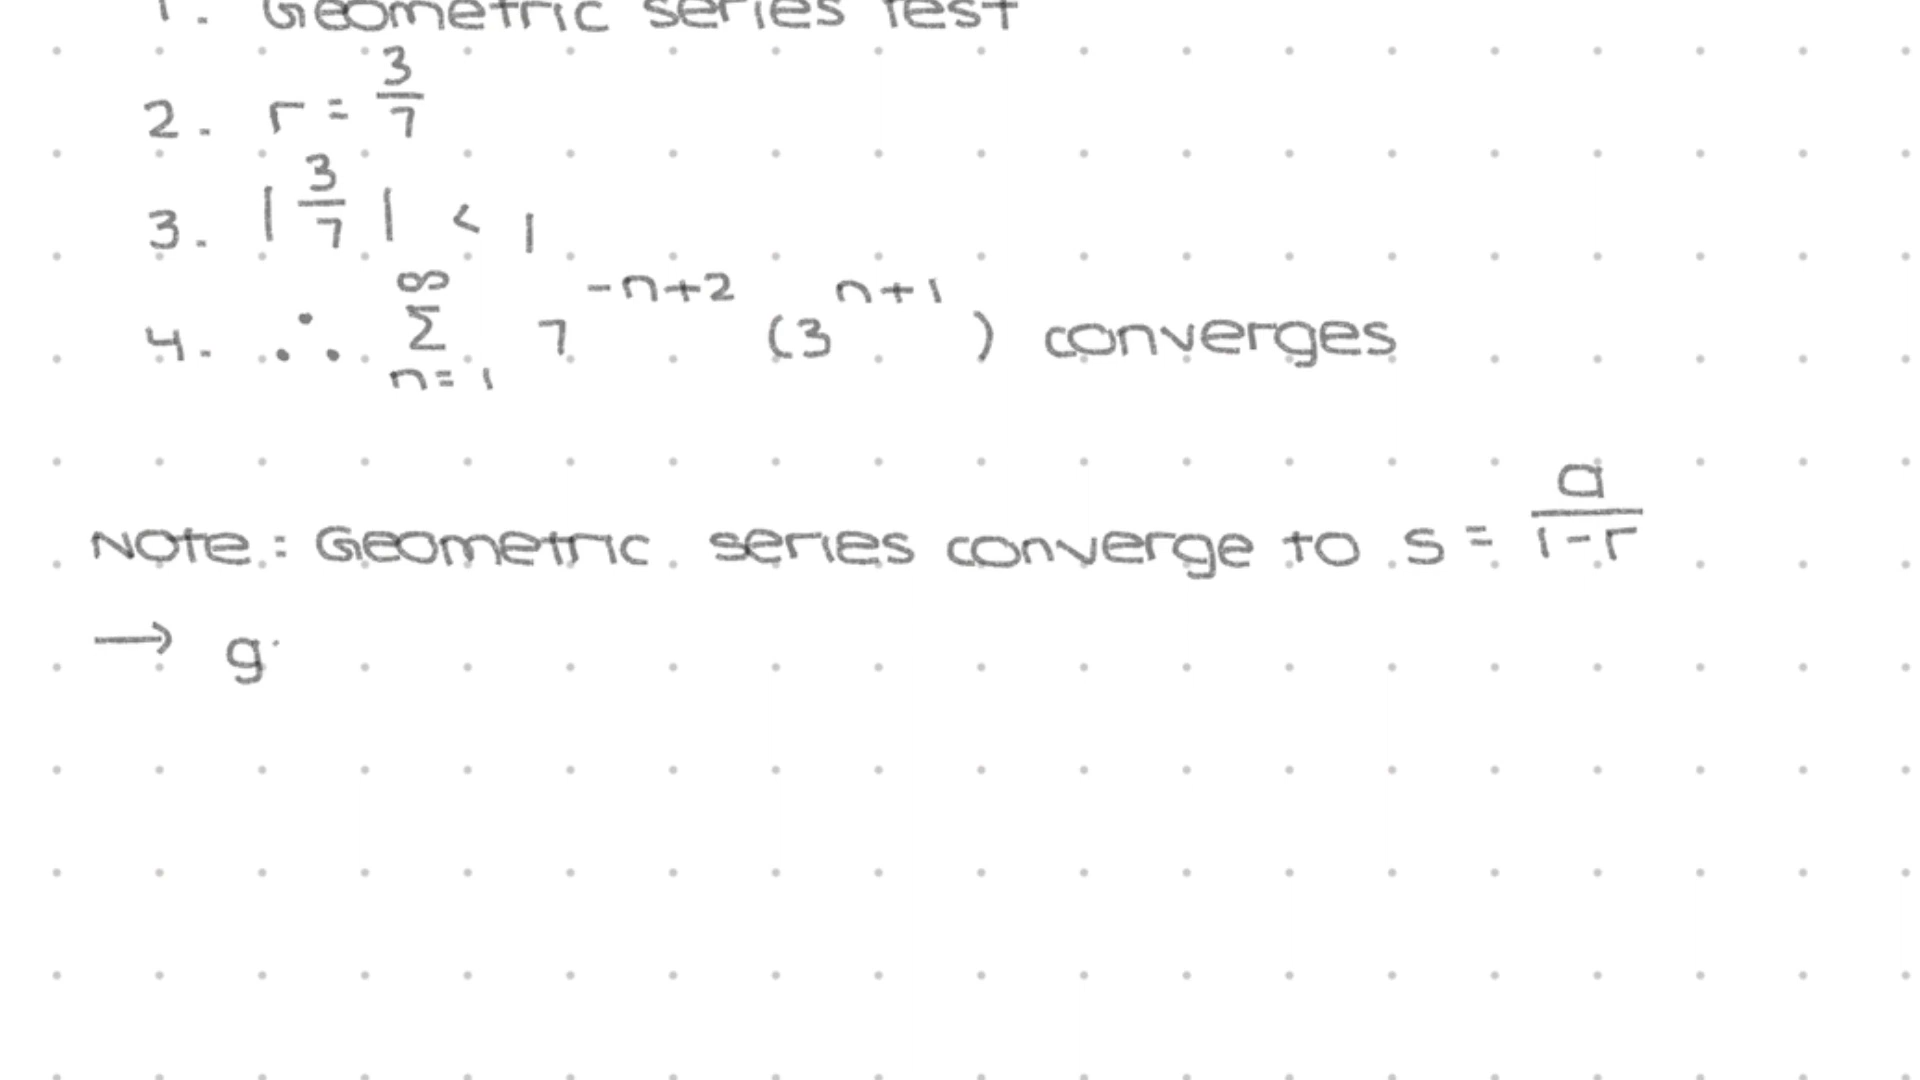 1. Geometric series test
2. r = 3/7
3. |3/7| < 1
4. ∴ ∞Σn=1 7^(-n+2) (3^(n+1)) converges
Note: Geometric series converge to s = a/(1-r)
→ g